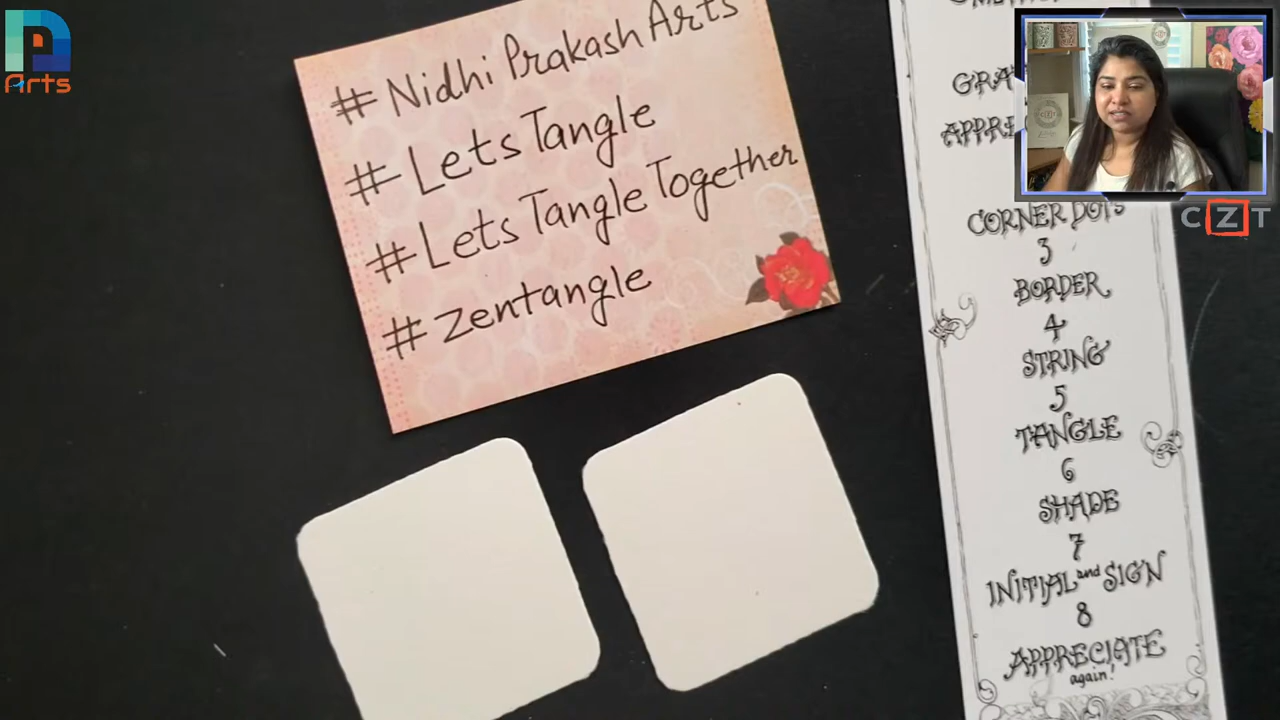 Arts
# Nidhi Prakash Arts
# Lets Tangle
# Lets Tangle Together
# zentangle
CORNER DOTS
3
BORDER
4
STRING
5
TANGLE
6
SHADE
7
INITIAL and SIGN
8
APPRECIATE
again!
CZT